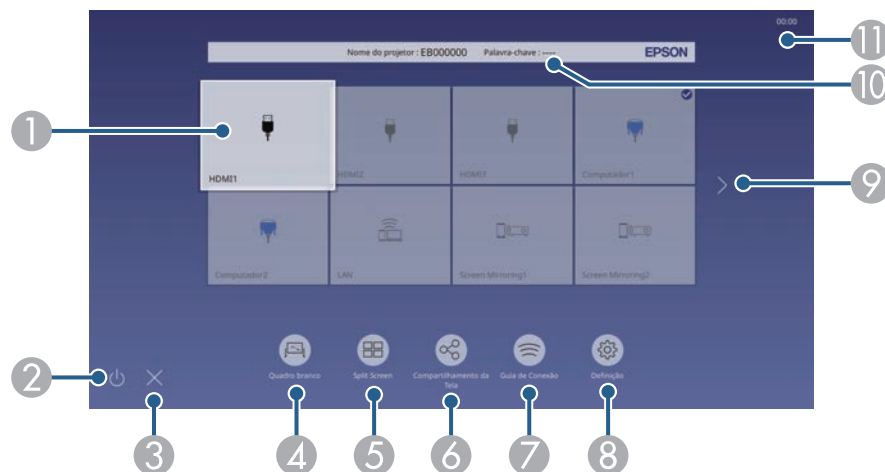 00:00
11
Nome do projetor : EB000000 Palavra-chave : ---- EPSON
10
1
HDMI1 HDMI2 HDMI3 Computador1
9
Computador2 LAN Screen Mirroring1 Screen Mirroring2
2
Quadro branco Split Screen Compartilhamento da Guia de Conexão Definição
Tela
3 4 5 6 7 8